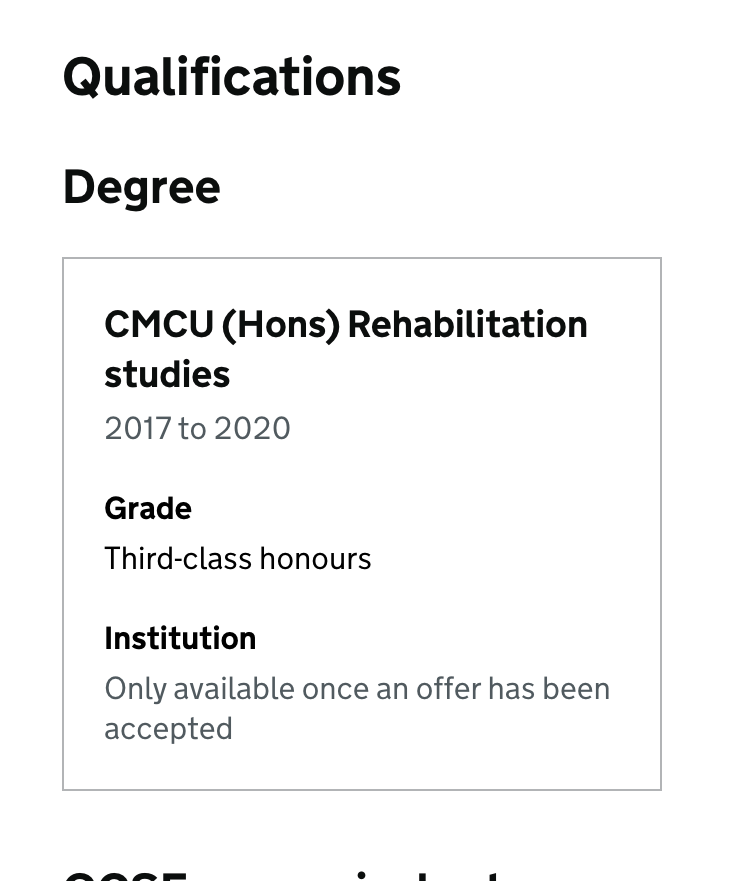 Qualifications
Degree
CMCU (Hons) Rehabilitation
studies
2017 to 2020
Grade
Third-class honours
Institution
Only available once an offer has been
accepted